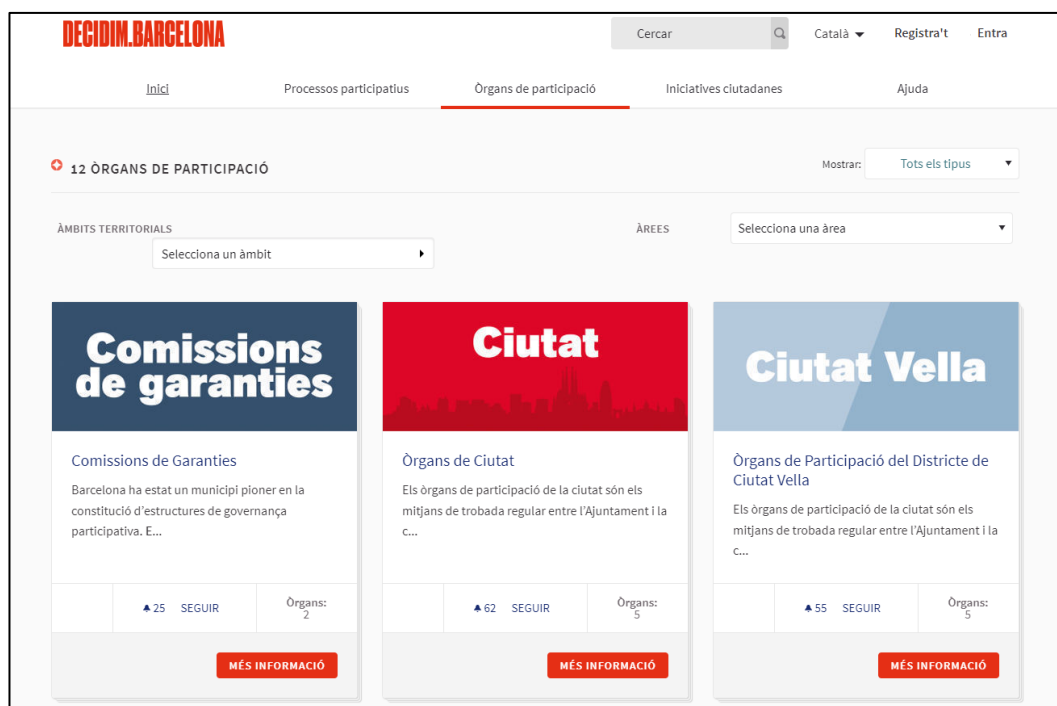 DECIDIM.BARCELONA
Cercar
Català
Registra't
Entra
Inici
Processos participatius
Òrgans de participació
Iniciatives ciutadanes
Ajuda
12 ÒRGANS DE PARTICIPACIÓ
Mostrar:
Tots els tipus
ÀMBITS TERRITORIALS
Selecciona un àmbit
ÀREES
Selecciona una àrea
Comissions
de garanties
Comissions de Garanties
Barcelona ha estat un municipi pioner en la
constitució d'estructures de governança
participativa. E...
25 SEGUIR
Òrgans:
2
MÉS INFORMACIÓ
Ciutat
Òrgans de Ciutat
Els òrgans de participació de la ciutat són els
mitjans de trobada regular entre l'Ajuntament i la
c...
62 SEGUIR
Òrgans:
5
MÉS INFORMACIÓ
Ciutat Vella
Òrgans de Participació del Districte de
Ciutat Vella
Els òrgans de participació de la ciutat són els
mitjans de trobada regular entre l'Ajuntament i la
c...
55 SEGUIR
Òrgans:
5
MÉS INFORMACIÓ